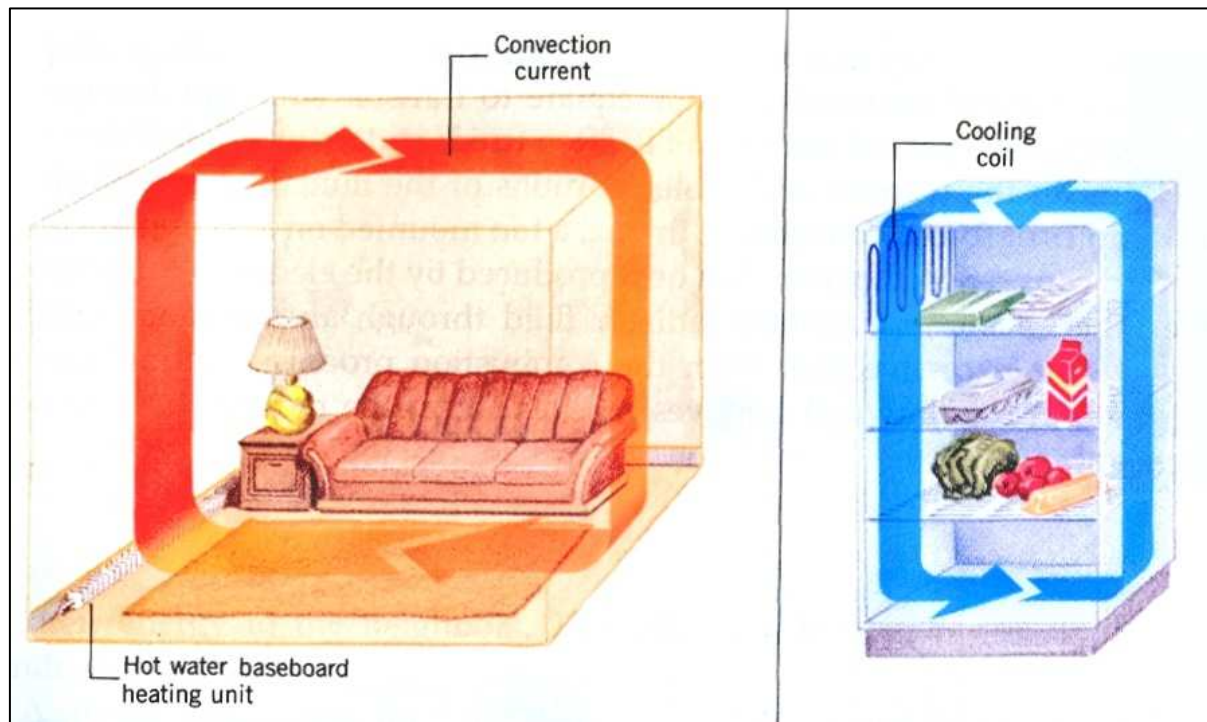 Convection
current
Cooling
coil
Hot water baseboard
heating unit